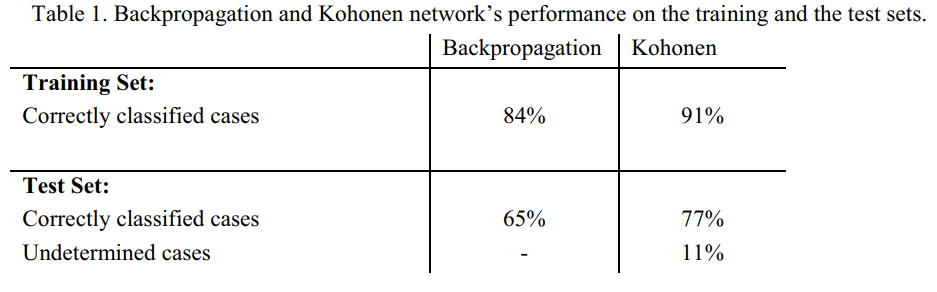 Table 1. Backpropagation and Kohonen network's performance on the training and the test sets.
Backpropagation Kohonen
Training Set:
Correctly classified cases 84% 91%
Test Set:
Correctly classified cases 65% 77%
Undetermined cases - 11%